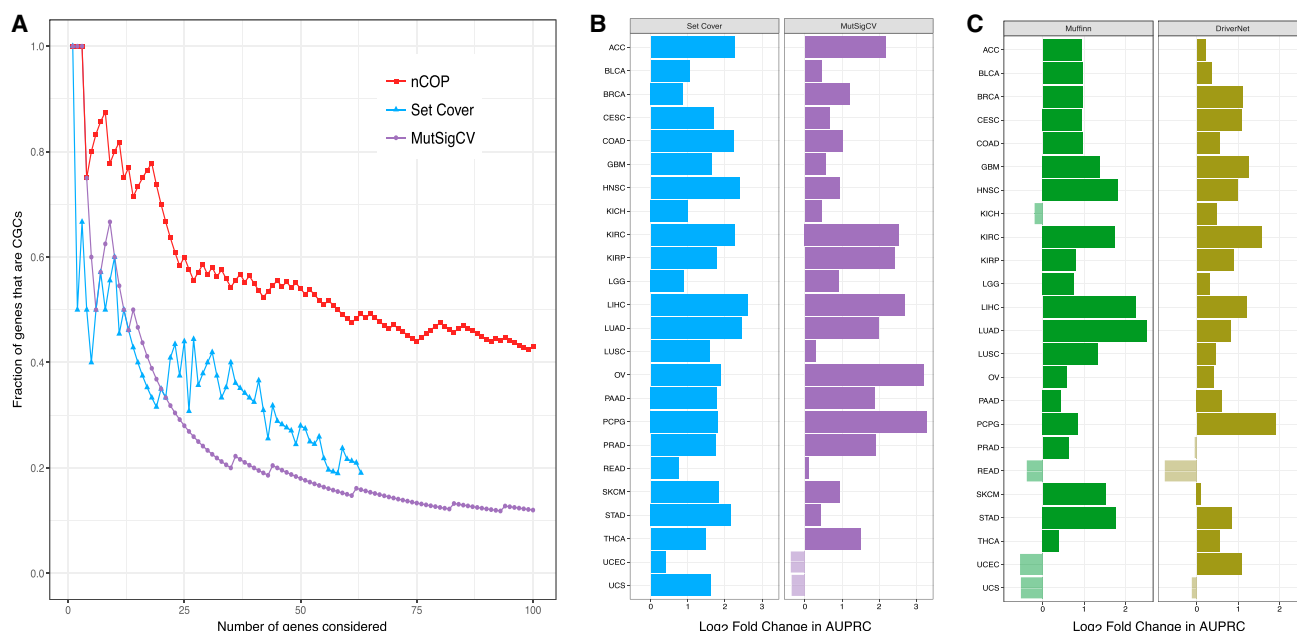 A
1.0
0.8
0.6
0.4
0.2
0.0
Fraction of genes that are CGCs
nCOP
Set Cover
MutSigCV
0 25 50 75 100
Number of genes considered
B
Set Cover MutSigCV
ACC
BLCA
BRCA
CESC
COAD
GBM
HNSC
KICH
KIRC
KIRP
LGG
LIHC
LUAD
LUSC
OV
PAAD
PCPG
PRAD
READ
SKCM
STAD
THCA
UCEC
UCS
0 1 2 3 0 1 2 3
Log2 Fold Change in AUPRC
C
Muffinn DriverNet
ACC
BLCA
BRCA
CESC
COAD
GBM
HNSC
KICH
KIRC
KIRP
LGG
LIHC
LUAD
LUSC
OV
PAAD
PCPG
PRAD
READ
SKCM
STAD
THCA
UCEC
UCS
0 1 2 0 1 2
Log2 Fold Change in AUPRC